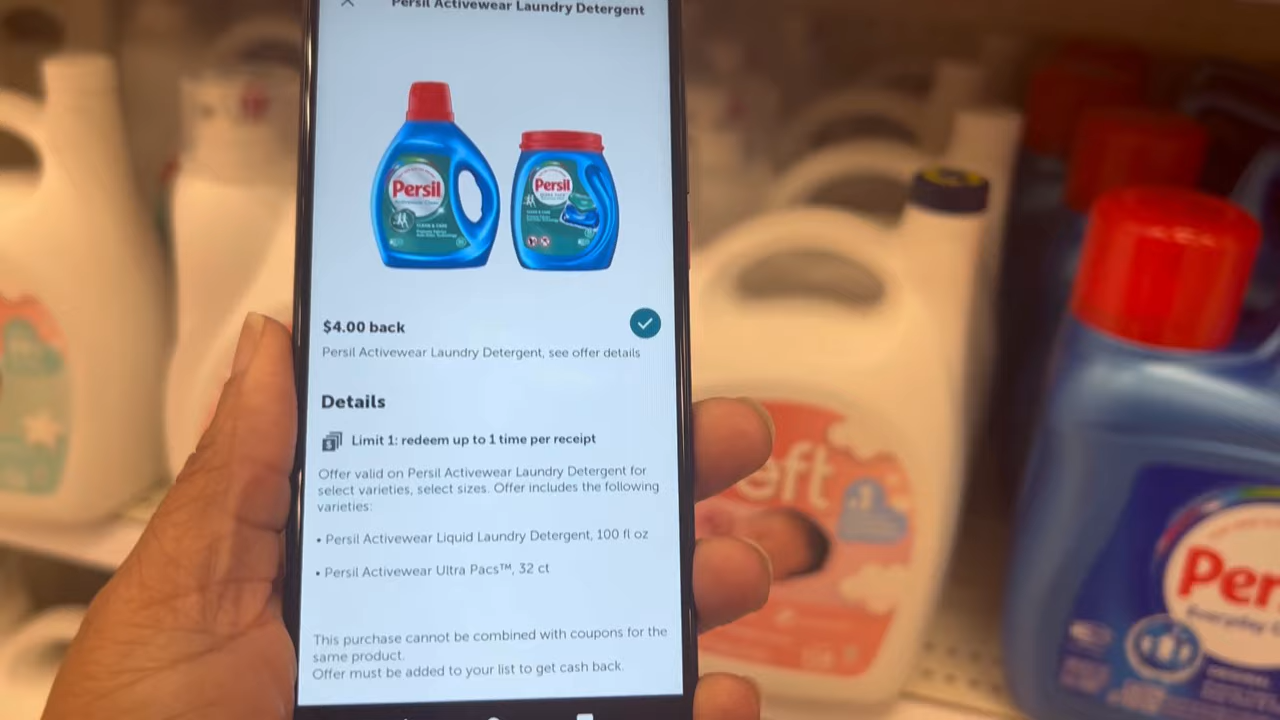 Persil Activewear Laundry Detergent
Persil
Persil
$4.00 back
Persil Activewear Laundry Detergent, see offer details
Details
Limit 1: redeem up to 1 time per receipt
Offer valid on Persil Activewear Laundry Detergent for
select varieties, select sizes. Offer includes the following
varieties:
• Persil Activewear Liquid Laundry Detergent, 100 fl oz
• Persil Activewear Ultra Pacs™, 32 ct
This purchase cannot be combined with coupons for the
same product.
Offer must be added to your list to get cash back.
eft
#1
Per
Everyday